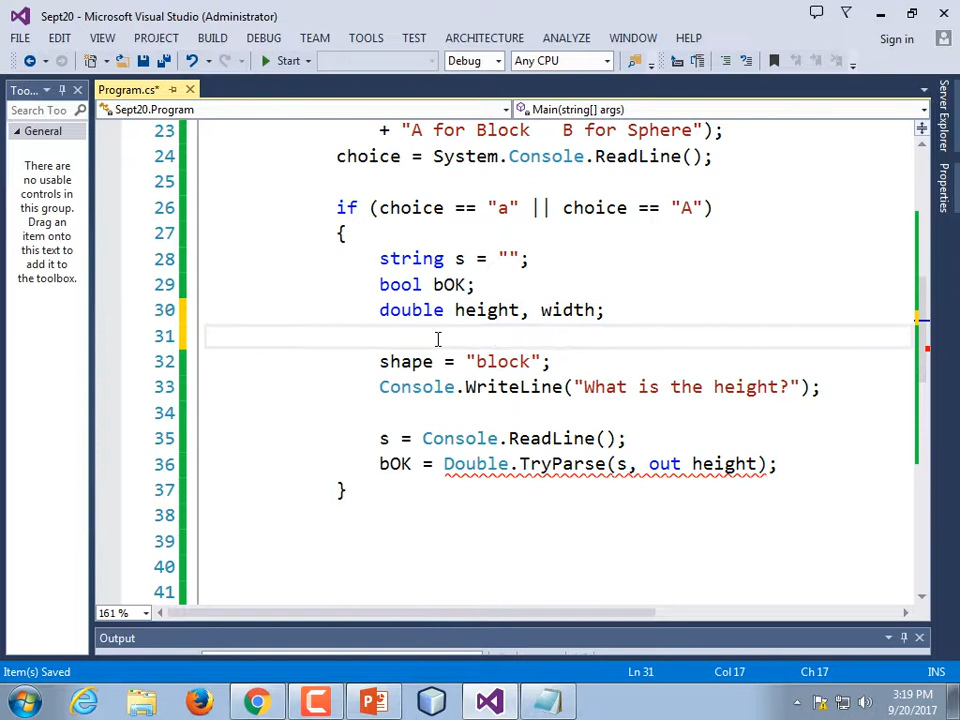 Sept20 - Microsoft Visual Studio (Administrator)
FILE EDIT VIEW PROJECT BUILD DEBUG TEAM TOOLS TEST ARCHITECTURE ANALYZE WINDOW HELP Sign in
Start Debug Any CPU
Too... Program.cs*
Search Too Sept20.Program Main(string[] args)
General
There are
no usable
controls in
this group.
Drag an
item onto
this text to
add it to
the toolbox.
23 + "A for Block   B for Sphere");
24 choice = System.Console.ReadLine();
25
26 if (choice == "a" || choice == "A")
27 {
28 string s = "";
29 bool bOK;
30 double height, width;
31
32 shape = "block";
33 Console.WriteLine("What is the height?");
34
35 s = Console.ReadLine();
36 bOK = Double.TryParse(s, out height);
37 }
38
39
40
41
161 %
Output
Server Explorer
Properties
Item(s) Saved Ln 31 Col 17 Ch 17 INS
3:19 PM
9/20/2017